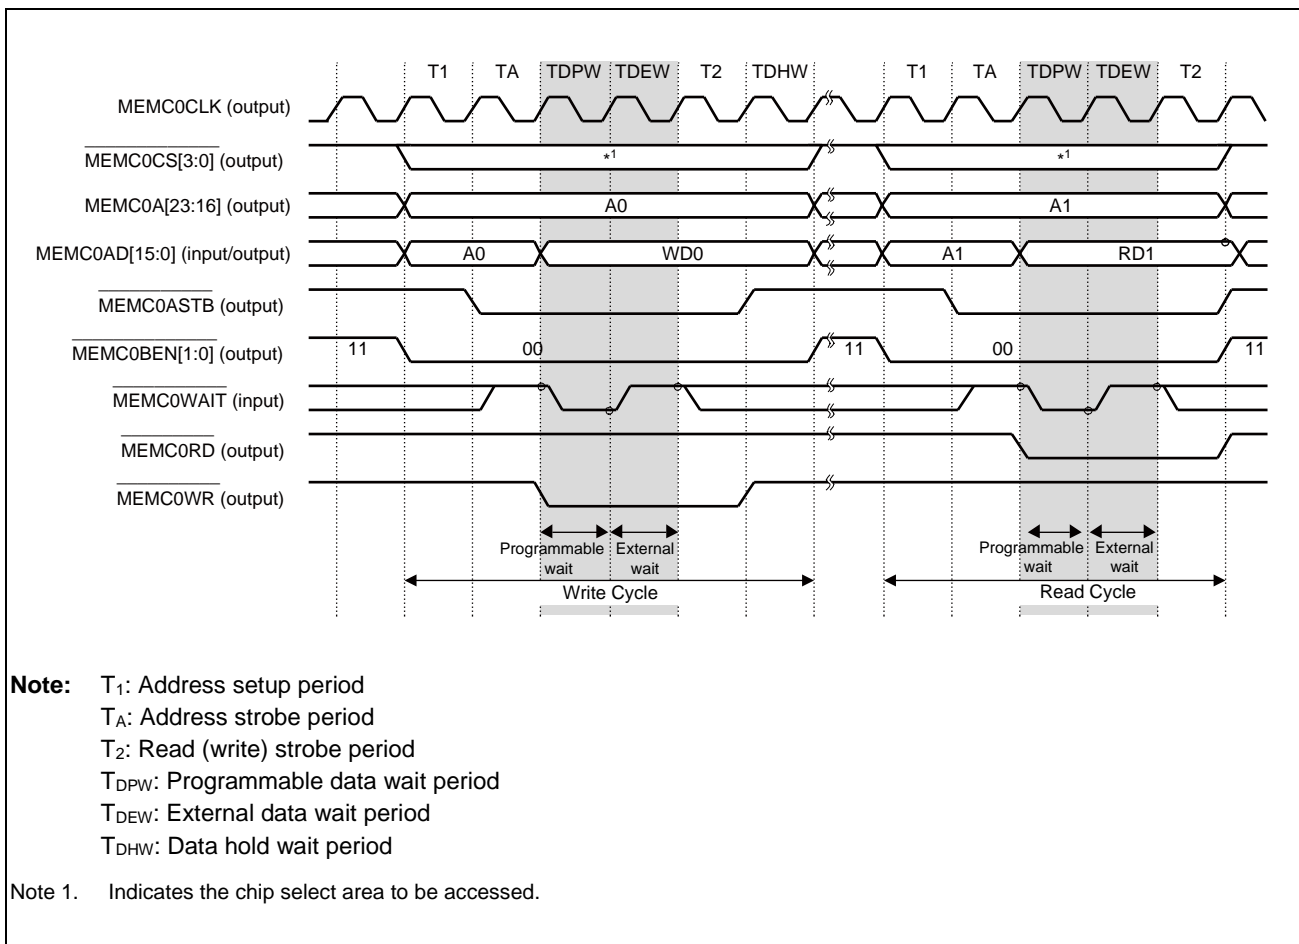 T1 TA TDPW TDEW T2 TDHW T1 TA TDPW TDEW T2
MEMC0CLK (output)
MEMC0CS[3:0] (output) *1 *1
MEMC0A[23:16] (output) A0 A1
MEMC0AD[15:0] (input/output) A0 WD0 A1 RD1
MEMC0ASTB (output)
MEMC0BEN[1:0] (output) 11 00 11 00 11
MEMC0WAIT (input)
MEMC0RD (output)
MEMC0WR (output)
Programmable External Programmable External
wait wait wait wait
Write Cycle Read Cycle
Note: T1: Address setup period
TA: Address strobe period
T2: Read (write) strobe period
TDPW: Programmable data wait period
TDEW: External data wait period
TDHW: Data hold wait period
Note 1. Indicates the chip select area to be accessed.